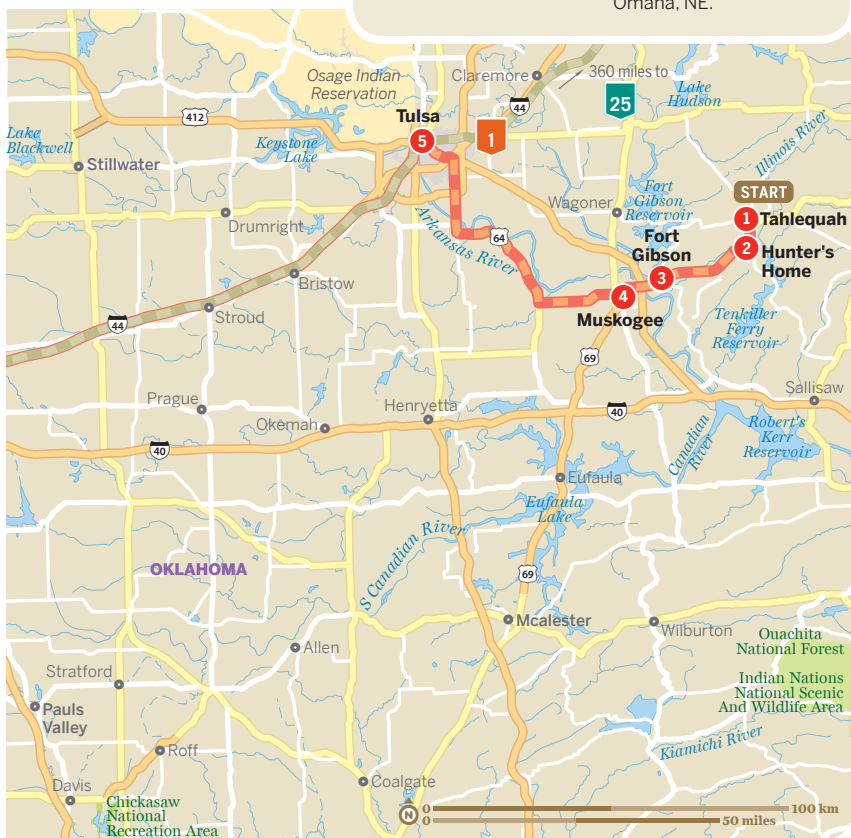 Omaha, NE.
Osage Indian
Reservation
Claremore
360 miles to
25
Lake
Hudson
44
412
Tulsa
5
1
Lake
Blackwell
Keystone
Lake
Stillwater
Illinois River
START
Wagoner
Fort
Gibson
Reservoir
1 Tahlequah
Drumright
Arkansas River
64
Fort
Gibson
2 Hunter's
Home
3
Bristow
4
Muskogee
Stroud
44
Tenkiller
Ferry
Reservoir
69
Prague
Henryetta
40
Sallisaw
Okemah
Canadian
River
Robert's
Kerr
Reservoir
40
Eufaula
Eufaula
Lake
S Canadian River
OKLAHOMA
69
Mcalester
Wilburton
Ouachita
National Forest
Allen
Stratford
Indian Nations
National Scenic
And Wildlife Area
Pauls
Valley
Kiamichi River
Roff
Davis
Coalgate
Chickasaw
National
Recreation Area
N
0
100 km
0
50 miles